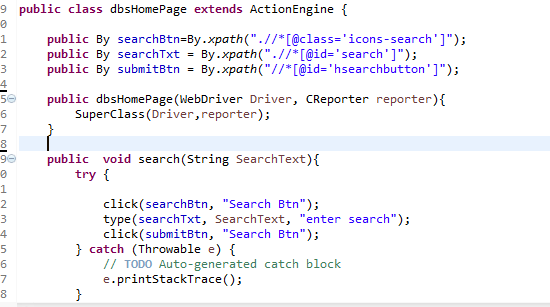 9 public class dbsHomePage extends ActionEngine {
0
1 public By searchBtn=By.xpath(".//*[@class='icons-search']");
2 public By searchTxt = By.xpath(".//*[@id='search']");
3 public By submitBtn = By.xpath("//*[@id='hsearchbutton']");
4
5 public dbsHomePage(WebDriver Driver, CReporter reporter){
6 SuperClass(Driver,reporter);
7 }
8
9 public void search(String SearchText){
0 try {
1
2 click(searchBtn, "Search Btn");
3 type(searchTxt, SearchText, "enter search");
4 click(submitBtn, "Search Btn");
5 } catch (Throwable e) {
6 // TODO Auto-generated catch block
7 e.printStackTrace();
8 }